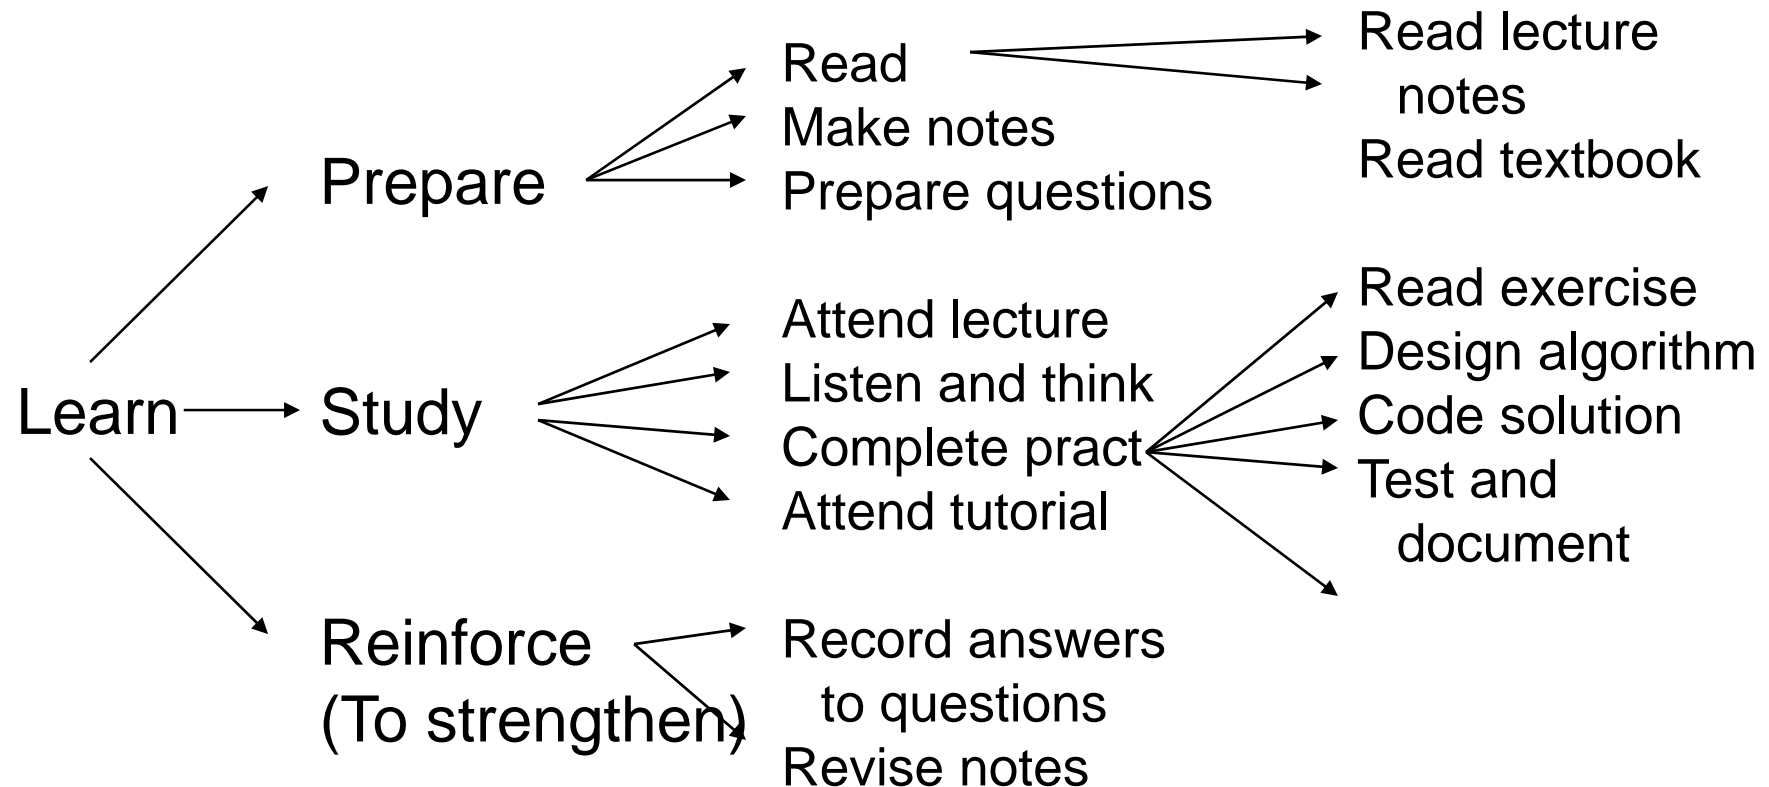 Learn
Prepare
Study
Reinforce
(To strengthen)
Read
Make notes
Prepare questions
Attend lecture
Listen and think
Complete pract
Attend tutorial
Record answers
to questions
Revise notes
Read lecture
notes
Read textbook
Read exercise
Design algorithm
Code solution
Test and
document